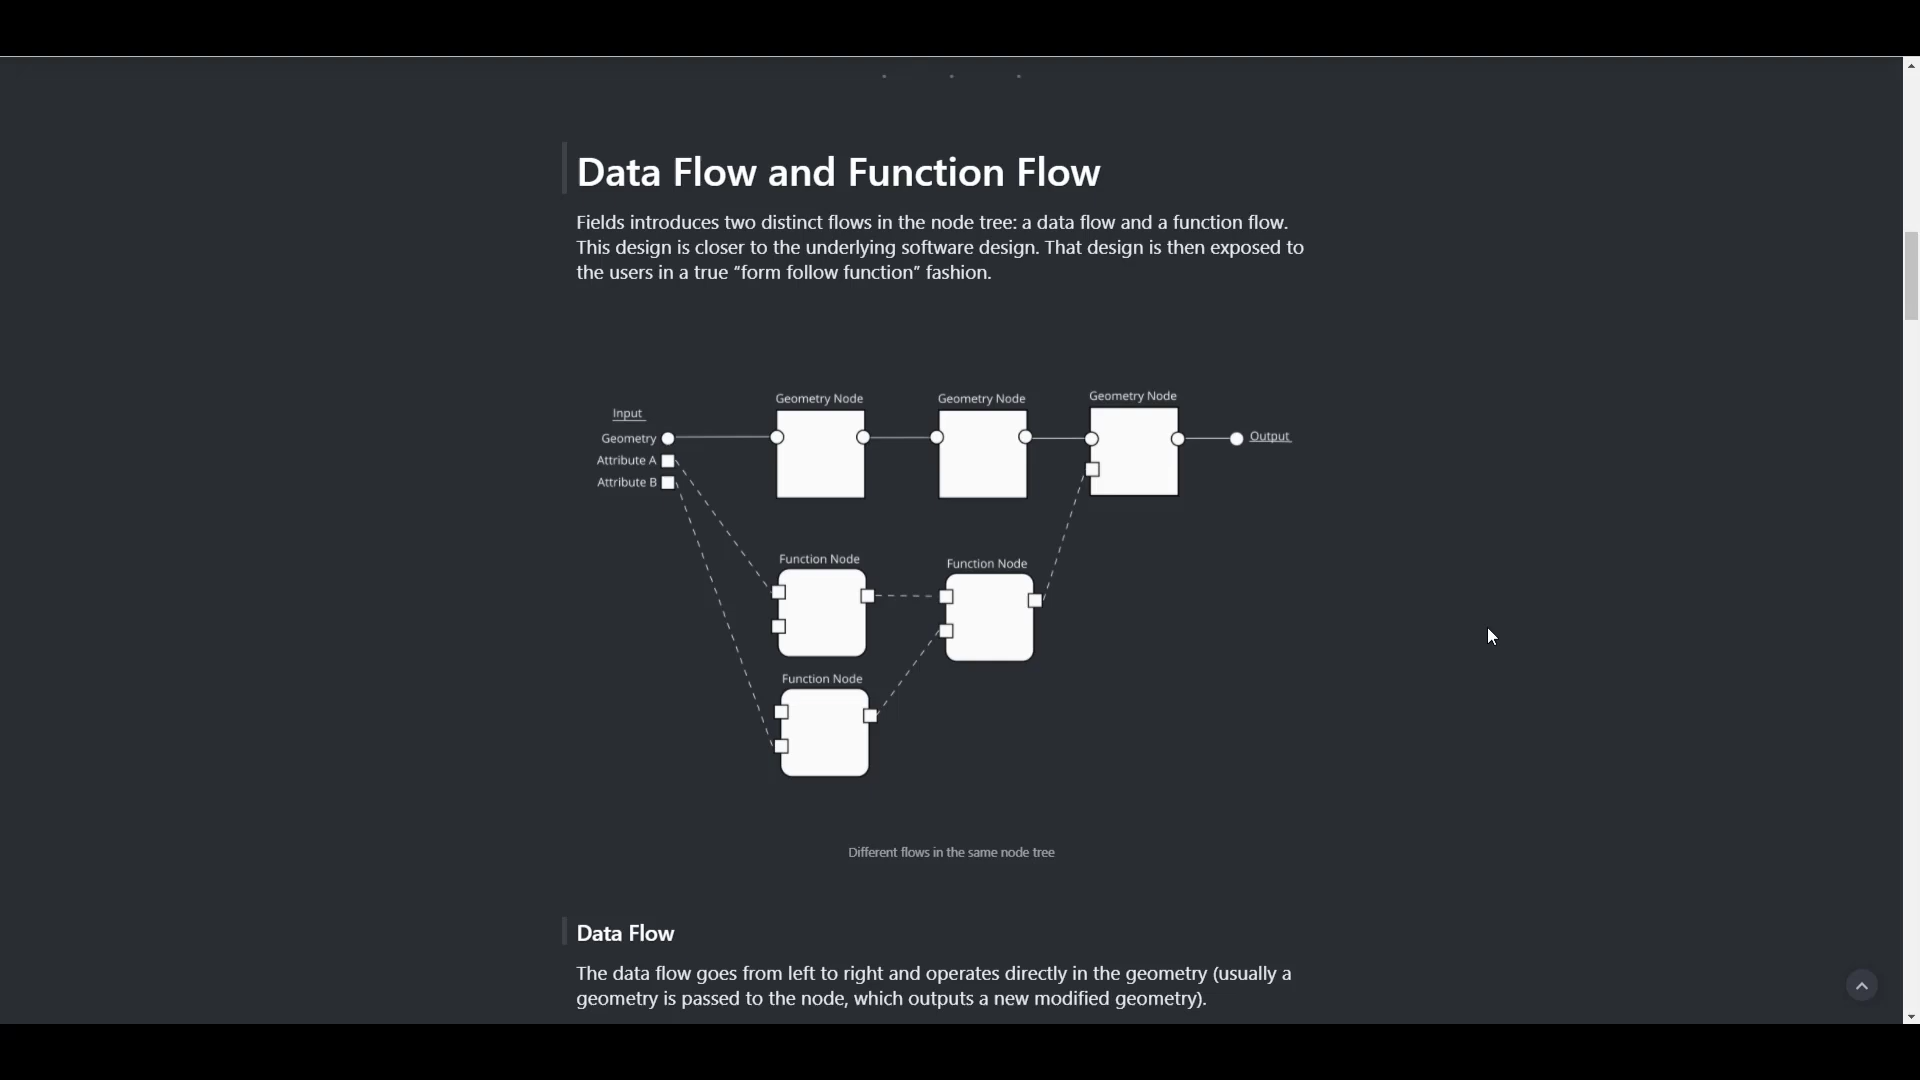 Data Flow and Function Flow
Fields introduces two distinct flows in the node tree: a data flow and a function flow.
This design is closer to the underlying software design. That design is then exposed to
the users in a true “form follow function” fashion.
Input
Geometry
Attribute A
Attribute B
Geometry Node
Geometry Node
Geometry Node
Output
Function Node
Function Node
Function Node
Different flows in the same node tree
Data Flow
The data flow goes from left to right and operates directly in the geometry (usually a
geometry is passed to the node, which outputs a new modified geometry).